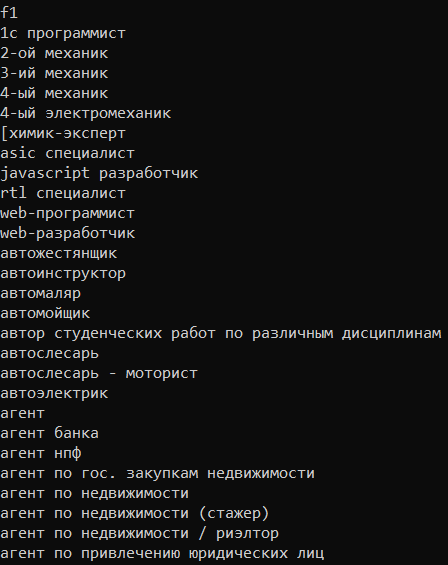 f1
1с программист
2-ой механик
3-ий механик
4-ый механик
4-ый электромеханик
[химик-эксперт
asic специалист
javascript разработчик
rtl специалист
web-программист
web-разработчик
автожестянщик
автоинструктор
автомаляр
автомойщик
автор студенческих работ по различным дисциплинам
автослесарь
автослесарь - моторист
автоэлектрик
агент
агент банка
агент нпф
агент по гос. закупкам недвижимости
агент по недвижимости
агент по недвижимости (стажер)
агент по недвижимости / риэлтор
агент по привлечению юридических лиц